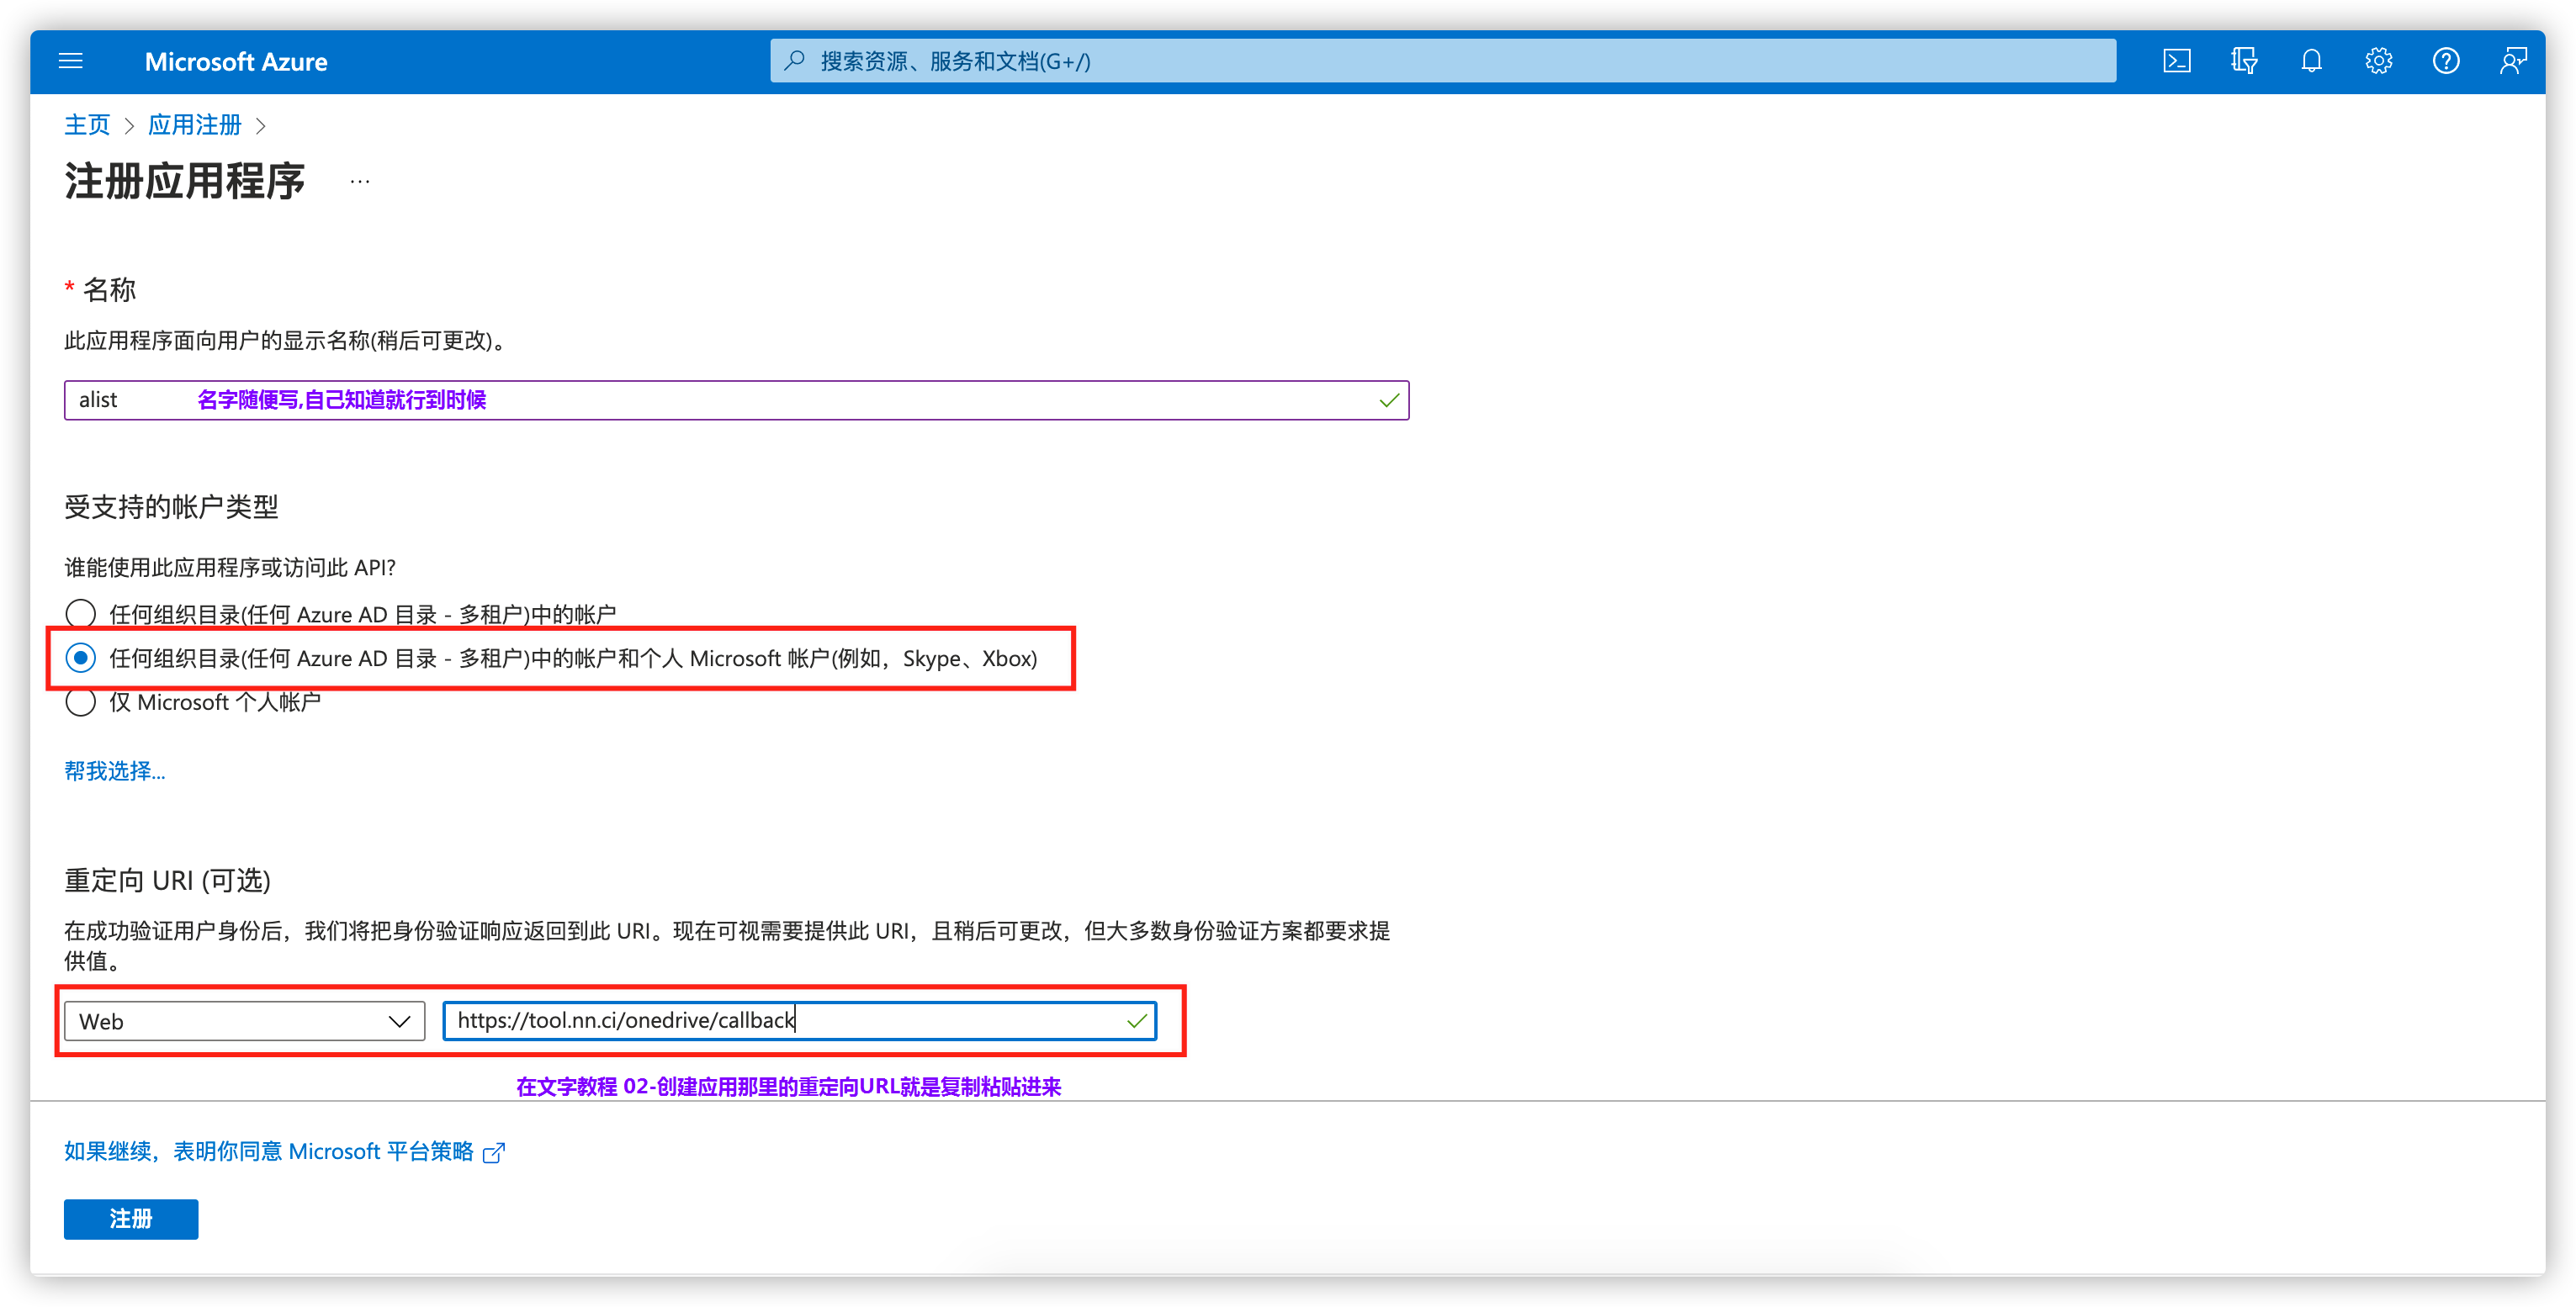 Microsoft Azure
搜索资源、服务和文档(G+/)
主页 > 应用注册 >
注册应用程序 ...
* 名称
此应用程序面向用户的显示名称(稍后可更改)。
alist 名字随便写,自己知道就行到时候
受支持的帐户类型
谁能使用此应用程序或访问此 API?
任何组织目录(任何 Azure AD 目录 - 多租户)中的帐户
任何组织目录(任何 Azure AD 目录 - 多租户)中的帐户和个人 Microsoft 帐户(例如，Skype、Xbox)
仅 Microsoft 个人帐户
帮我选择...
重定向 URI (可选)
在成功验证用户身份后，我们将把身份验证响应返回到此 URI。现在可视需要提供此 URI，且稍后可更改，但大多数身份验证方案都要求提
供值。
Web https://tool.nn.ci/onedrive/callback
在文字教程 02-创建应用那里的重定向URL就是复制粘贴进来
如果继续，表明你同意 Microsoft 平台策略
注册